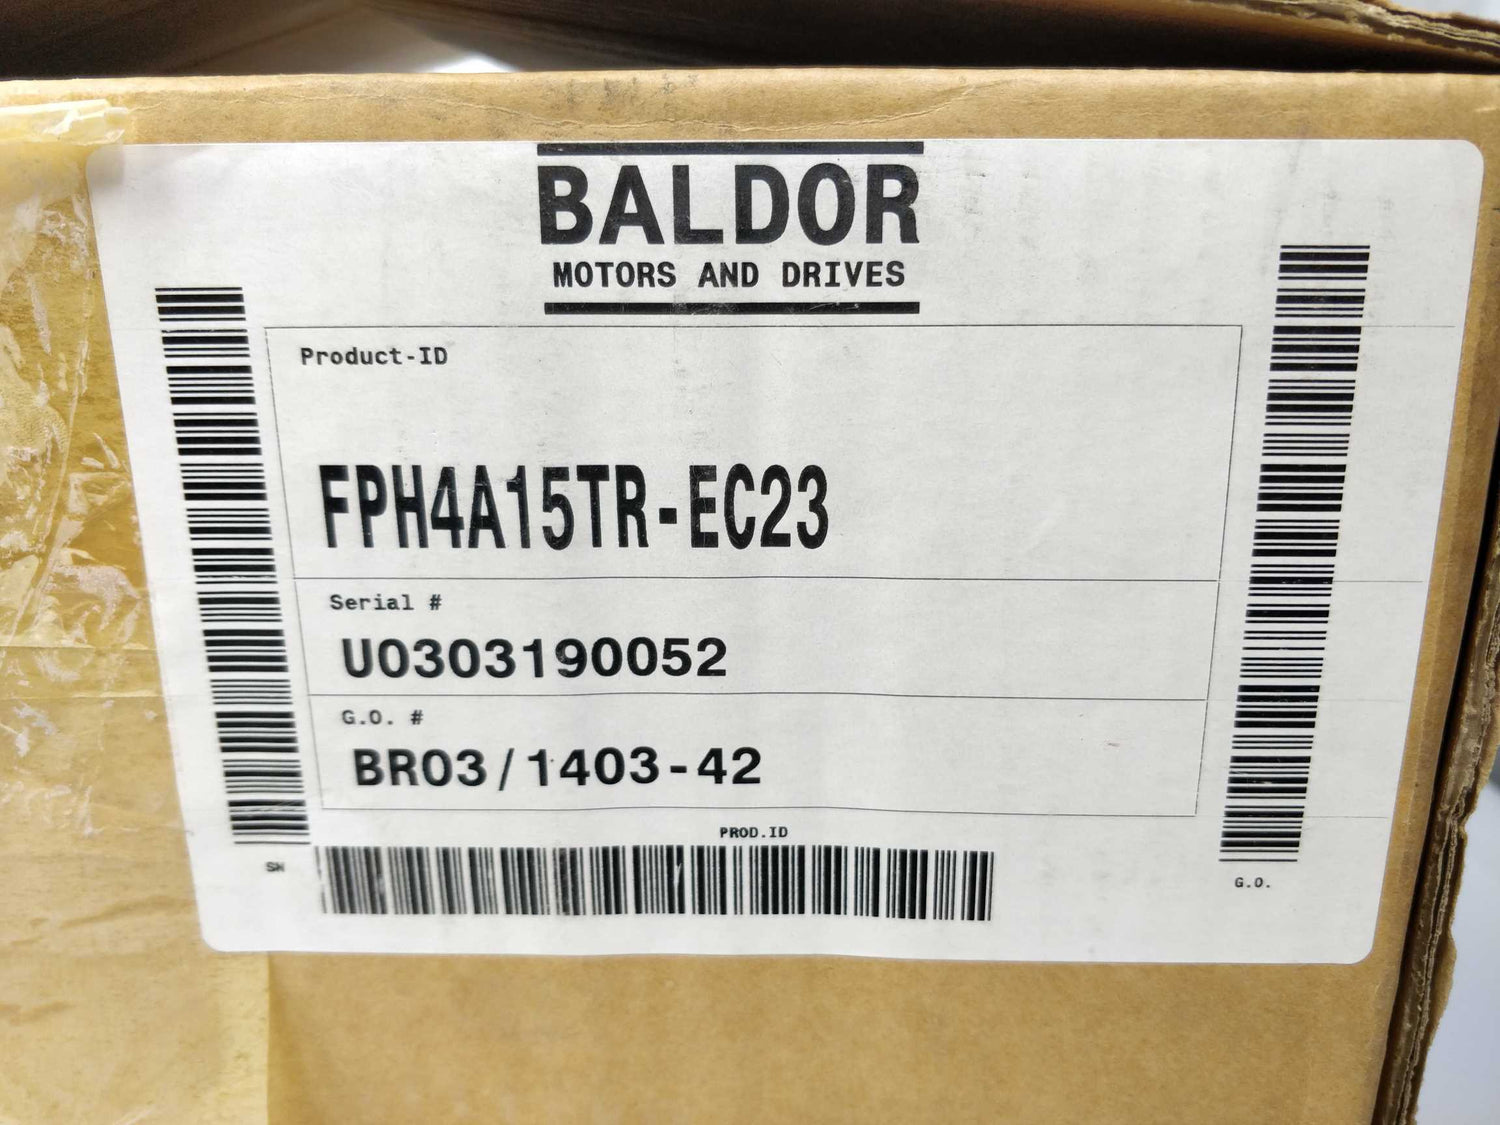 BALDOR
MOTORS AND DRIVES
Product-ID
FPH4A15TR-EC23
Serial #
U0303190052
G.O. #
BR03/1403-42
PROD.ID
SN
G.O.